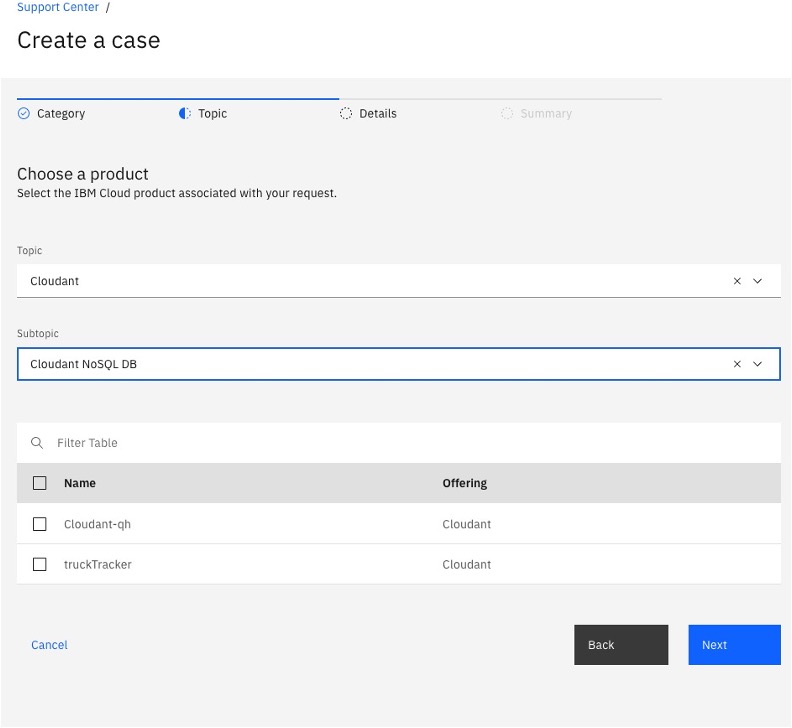 Support Center /
Create a case
Category Topic Details Summary
Choose a product
Select the IBM Cloud product associated with your request.
Topic
Cloudant
Subtopic
Cloudant NoSQL DB
Filter Table
Name Offering
Cloudant-qh Cloudant
truckTracker Cloudant
Cancel Back Next